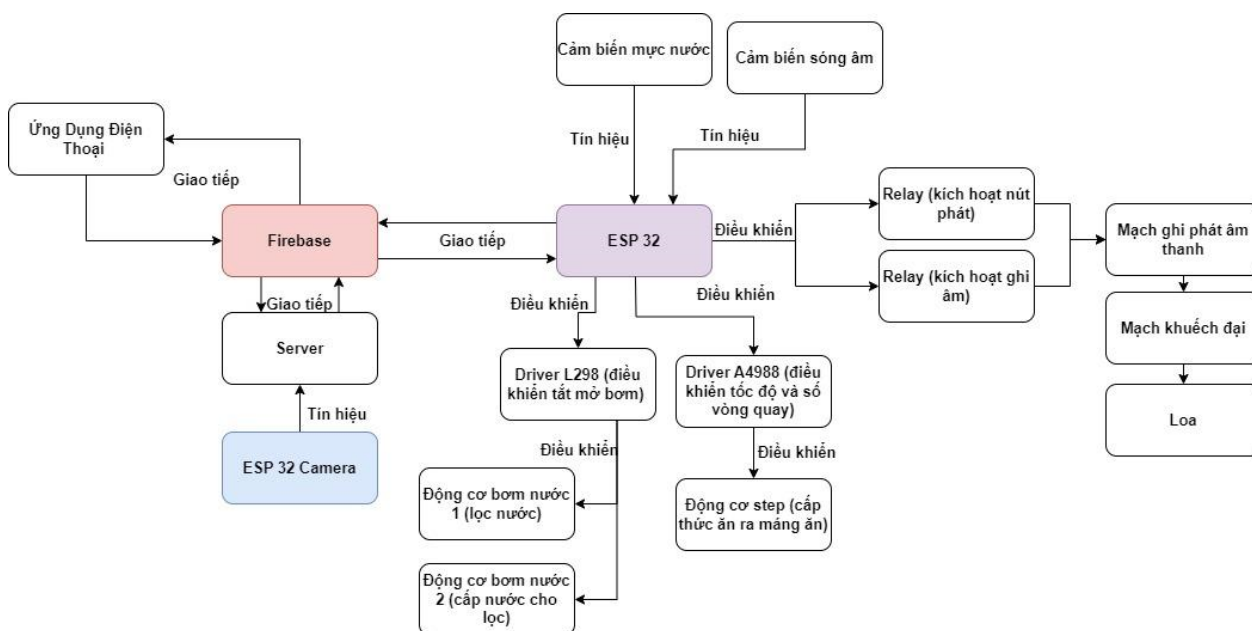 Cảm biến mực nước
Cảm biến sóng âm
Ứng Dụng Điện
Thoại
Tín hiệu
Tín hiệu
Giao tiếp
Relay (kích hoạt nút
phát)
Mạch ghi phát âm
thanh
Firebase
Giao tiếp
ESP 32
Điều khiển
Relay (kích hoạt ghi
âm)
Giao tiếp
Điều khiển
Điều khiển
Mạch khuếch đại
Server
Driver L298 (điều
khiển tắt mở bơm)
Driver A4988 (điều
khiển tốc độ và số
vòng quay)
Loa
Tín hiệu
Điều khiển
Điều khiển
ESP 32 Camera
Động cơ bơm nước
1 (lọc nước)
Động cơ step (cấp
thức ăn ra máng ăn)
Động cơ bơm nước
2 (cấp nước cho
lọc)